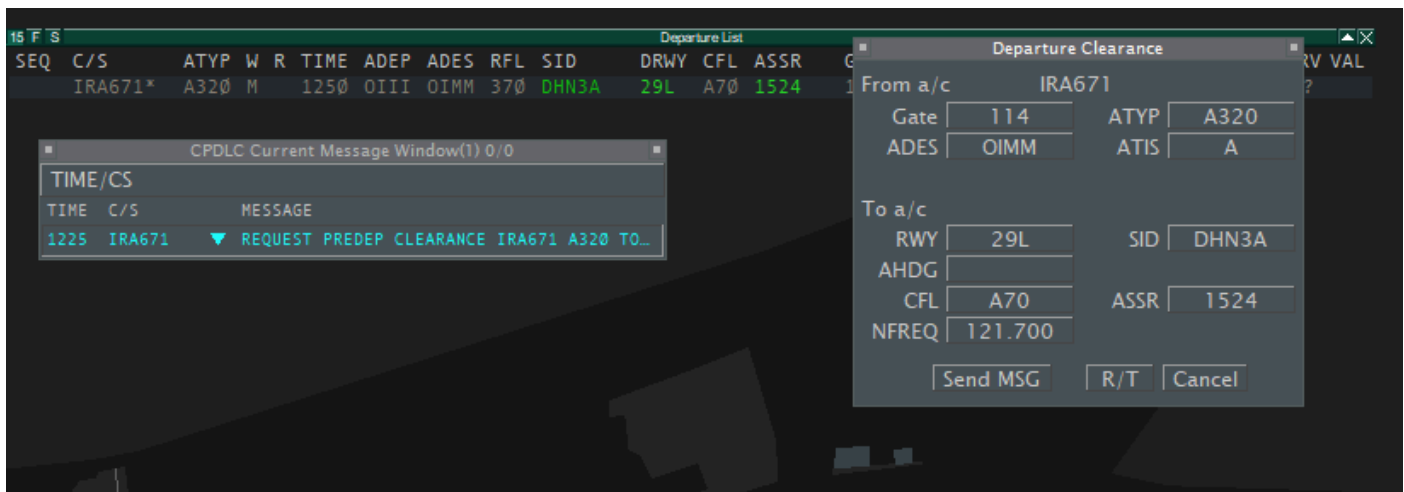 15 F S Departure List
SEQ C/S ATYP W R TIME ADEP ADES RFL SID DRWY CFL ASSR G RV VAL
IRA671* A320 M 1250 OIII OIMM 370 DHN3A 29L A70 1524 1 ?
CPDLC Current Message Window(1) 0/0
TIME/CS
TIME C/S MESSAGE
1225 IRA671 ▼ REQUEST PREDEP CLEARANCE IRA671 A320 TO…
Departure Clearance
From a/c IRA671
Gate 114 ATYP A320
ADES OIMM ATIS A
To a/c
RWY 29L SID DHN3A
AHDG
CFL A70 ASSR 1524
NFREQ 121.700
Send MSG R/T Cancel